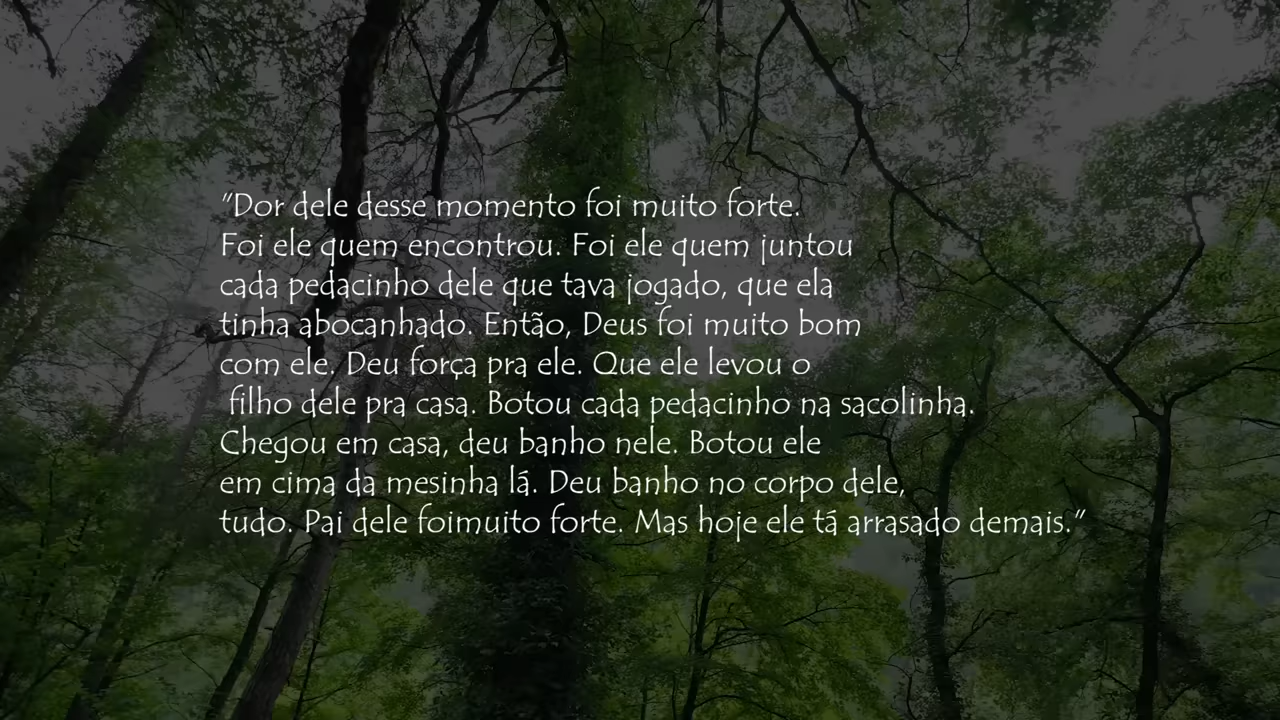 "Dor dele desse momento foi muito forte.
Foi ele quem encontrou. Foi ele quem juntou
cada pedacinho dele que tava jogado, que ela
tinha abocanhado. Então, Deus foi muito bom
com ele. Deu força pra ele. Que ele levou o
filho dele pra casa. Botou cada pedacinho na sacolinha.
Chegou em casa, deu banho nele. Botou ele
em cima da mesinha lá. Deu banho no corpo dele,
tudo. Pai dele foimuito forte. Mas hoje ele tá arrasado demais."